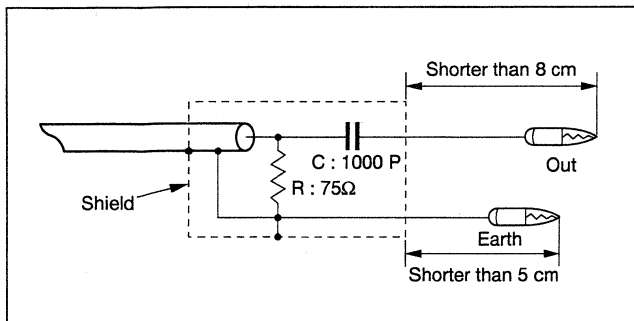 Shorter than 8 cm
C : 1000 P
Out
R : 75Ω
Shield
Earth
Shorter than 5 cm